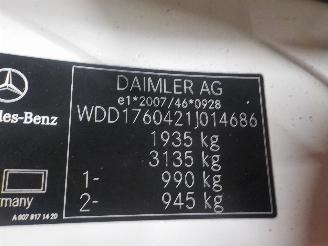 DAIMLER AG
e1*2007/46*0928
des-Benz
WDD1760421J014686
1935 kg
3135 kg
1- 990 kg
2- 945 kg
many
A 007 817 14 20